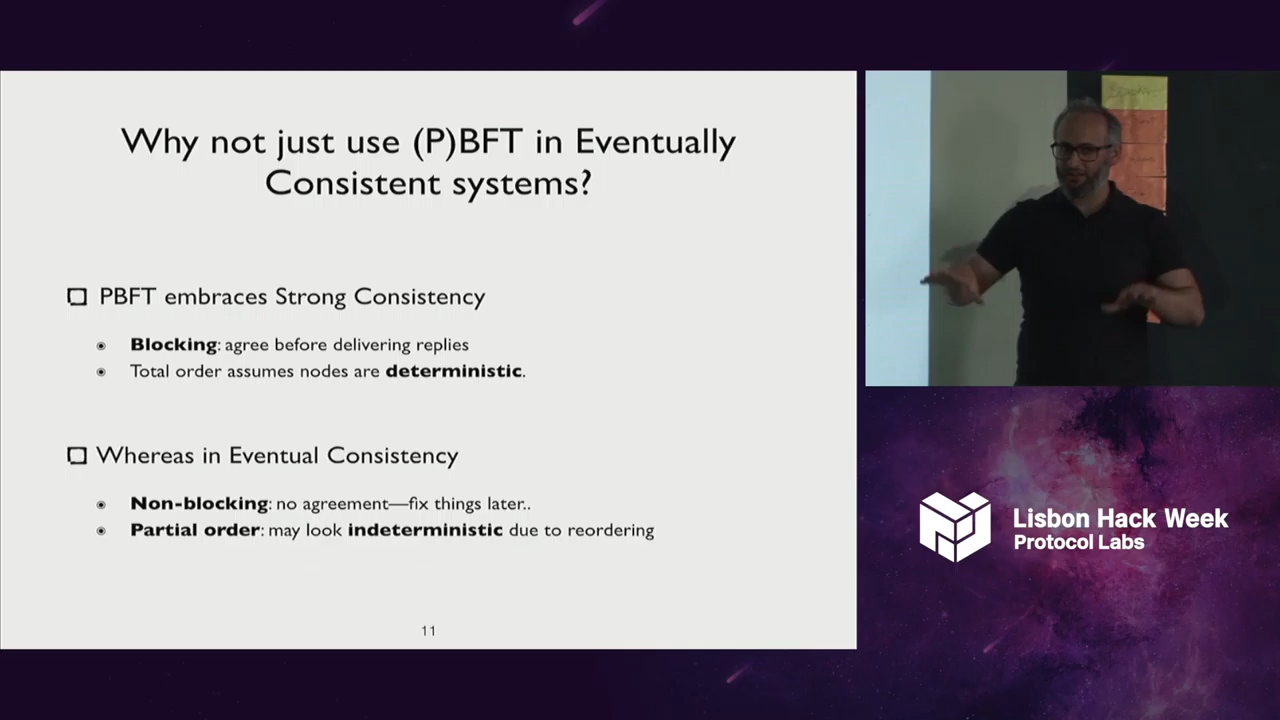 Why not just use (P)BFT in Eventually
Consistent systems?
PBFT embraces Strong Consistency
Blocking: agree before delivering replies
Total order assumes nodes are deterministic.
Whereas in Eventual Consistency
Non-blocking: no agreement—fix things later..
Partial order: may look indeterministic due to reordering
11
Lisbon Hack Week
Protocol Labs